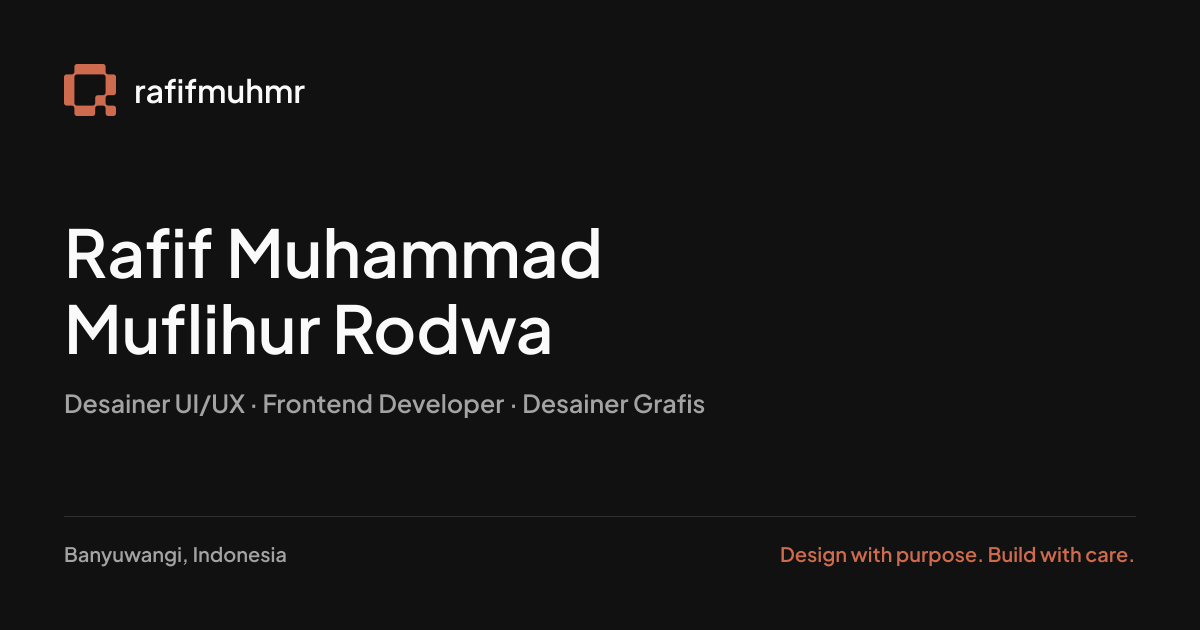 rafifmuhmr
Rafif Muhammad
Muflihur Rodwa
Desainer UI/UX · Frontend Developer · Desainer Grafis
Banyuwangi, Indonesia
Design with purpose. Build with care.